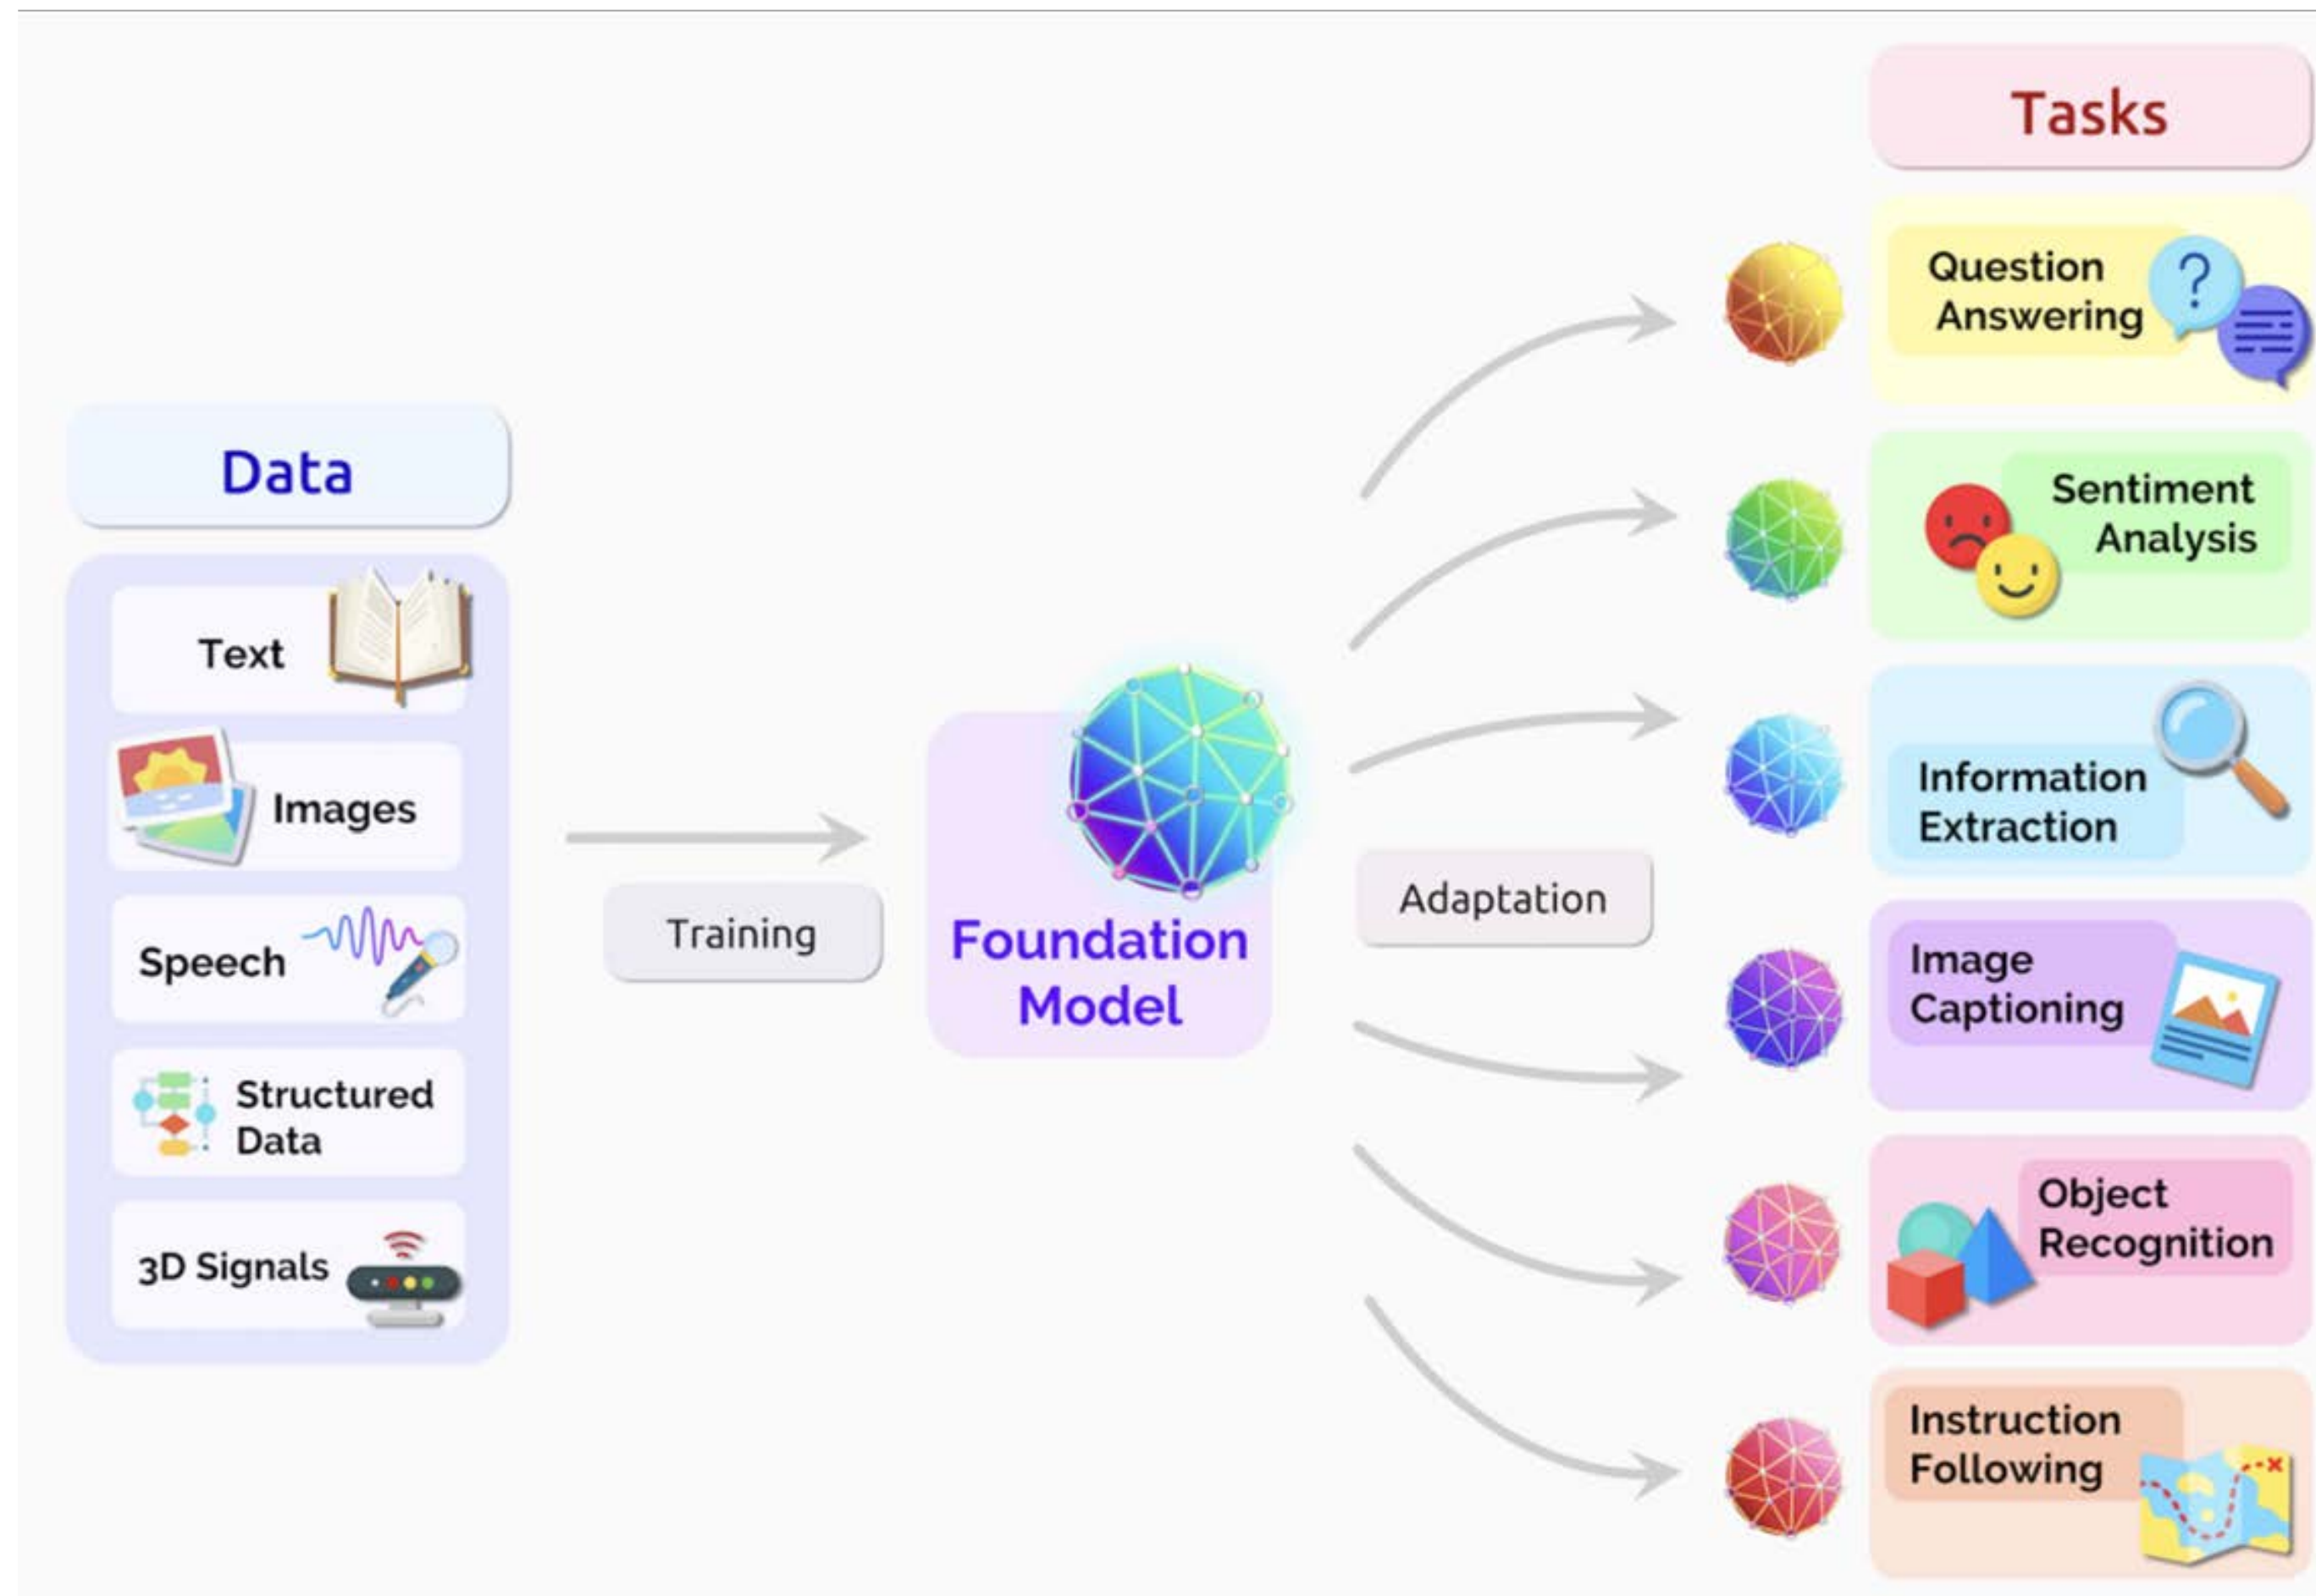 Data
Text
Images
Speech
Structured
Data
3D Signals
Training
Foundation
Model
Adaptation
Tasks
Question
Answering
?
Sentiment
Analysis
Information
Extraction
Image
Captioning
Object
Recognition
Instruction
Following